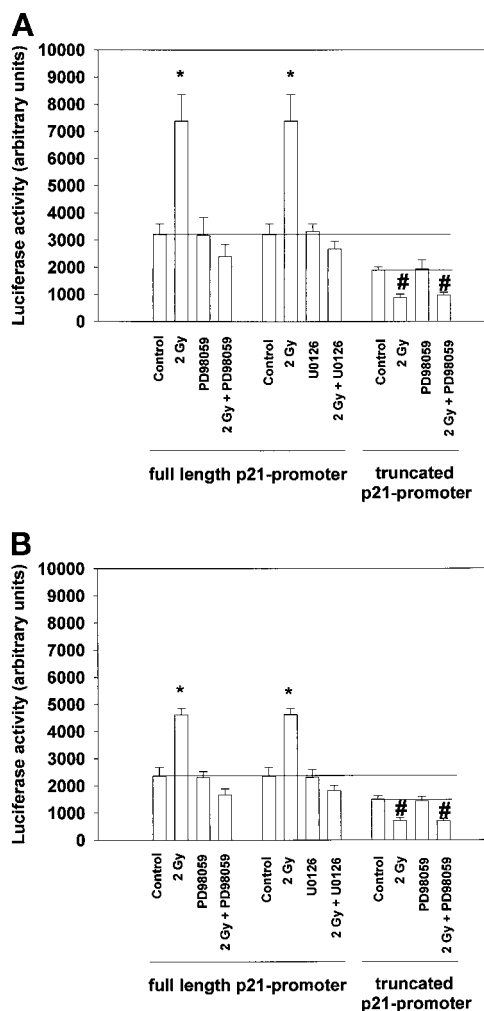 A
Luciferase activity (arbitrary units)
10000
9000
8000
7000
6000
5000
4000
3000
2000
1000
0
*
*
#
#
Control
2 Gy
PD98059
2 Gy + PD98059
Control
2 Gy
U0126
2 Gy + U0126
Control
2 Gy
PD98059
2 Gy + PD98059
full length p21-promoter
truncated
p21-promoter
B
Luciferase activity (arbitrary units)
10000
9000
8000
7000
6000
5000
4000
3000
2000
1000
0
*
*
#
#
Control
2 Gy
PD98059
2 Gy + PD98059
Control
2 Gy
U0126
2 Gy + U0126
Control
2 Gy
PD98059
2 Gy + PD98059
full length p21-promoter
truncated
p21-promoter